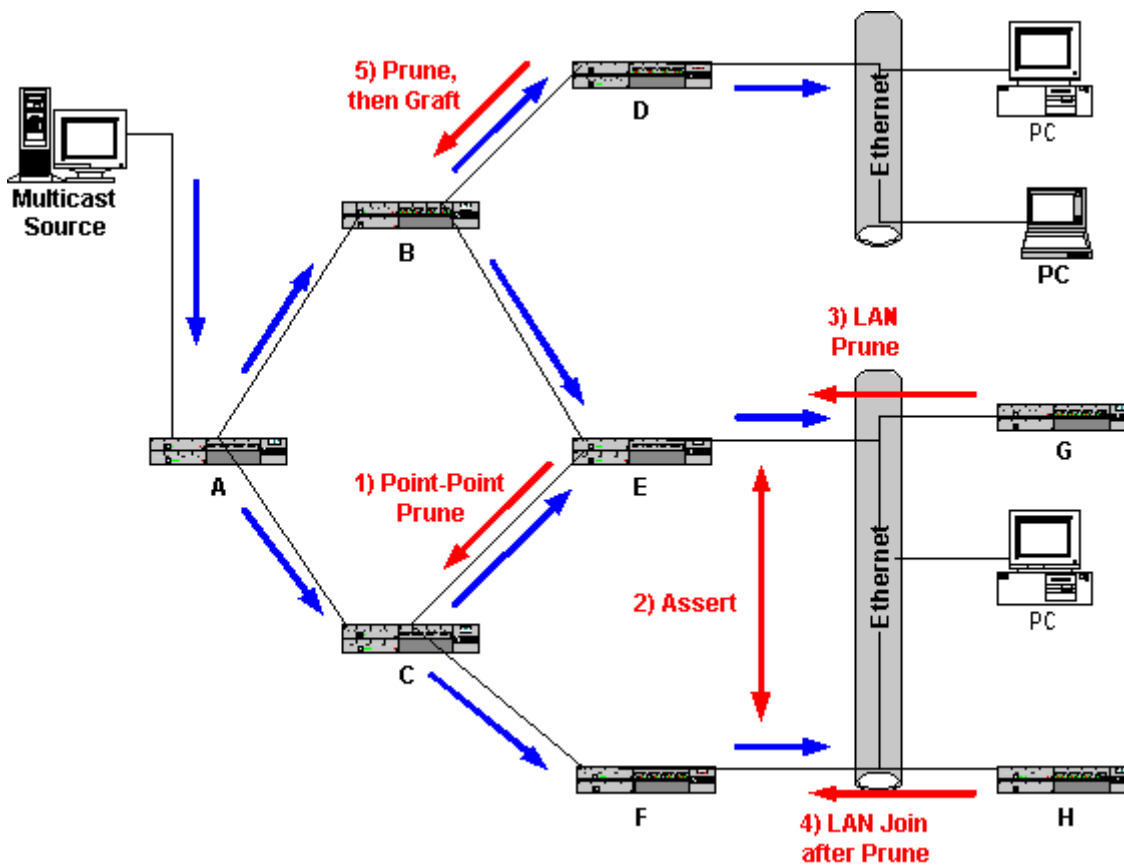 5) Prune,
then Graft
D
Ethernet
PC
Multicast
Source
B
PC
3) LAN
Prune
A
1) Point-Point
Prune
E
G
2) Assert
Ethernet
PC
C
F
4) LAN Join
after Prune
H